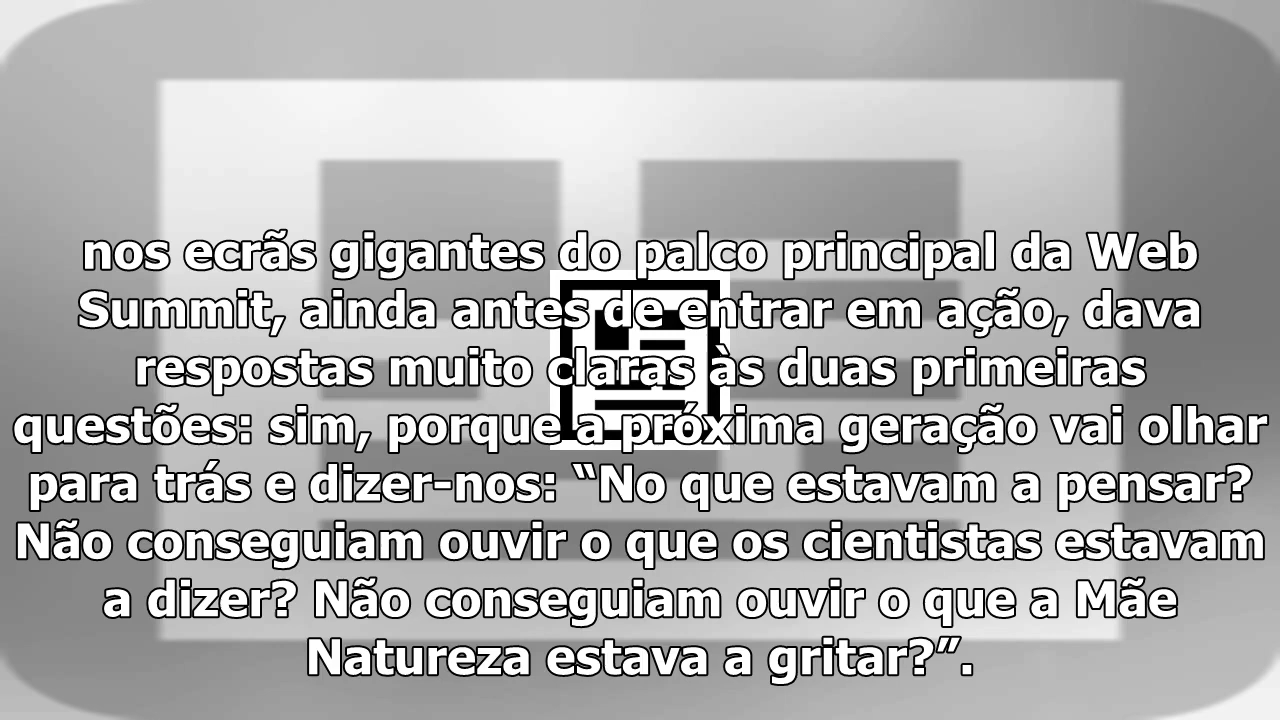 nos ecrãs gigantes do palco principal da Web
Summit, ainda antes de entrar em ação, dava
respostas muito claras às duas primeiras
questões: sim, porque a próxima geração vai olhar
para trás e dizer-nos: “No que estavam a pensar?
Não conseguiam ouvir o que os cientistas estavam
a dizer? Não conseguiam ouvir o que a Mãe
Natureza estava a gritar?”.